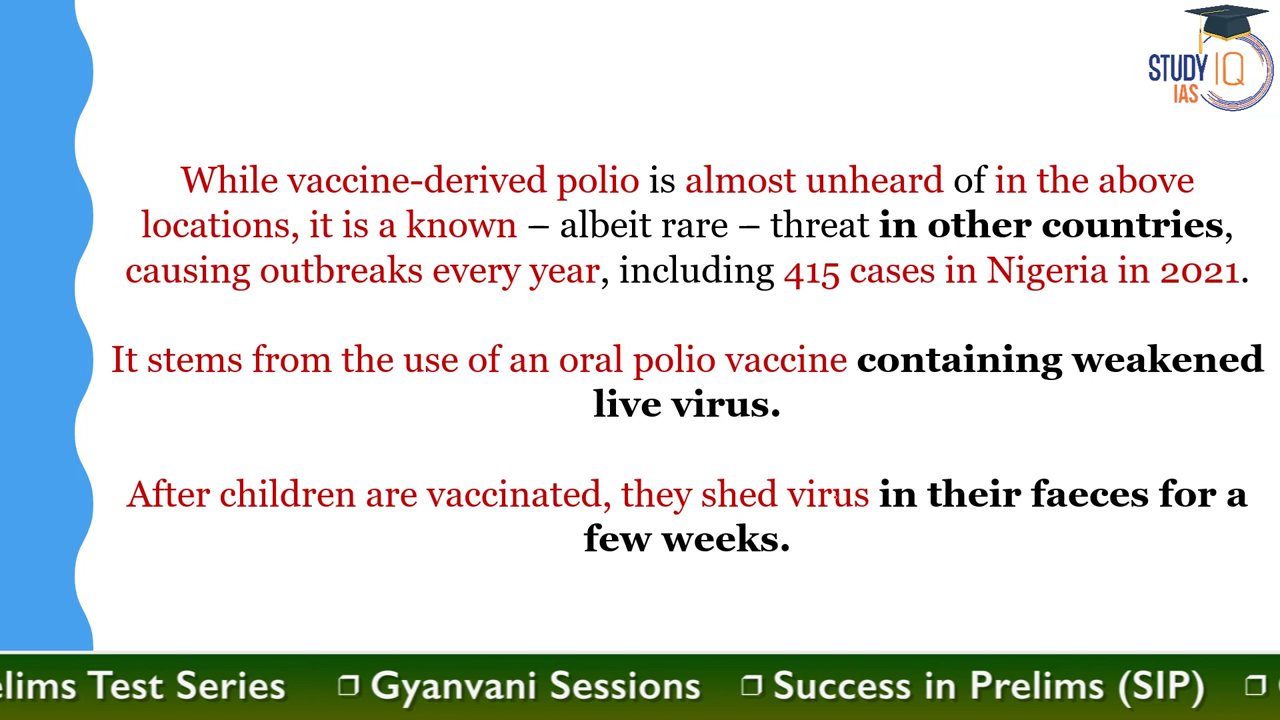 STUDY IQ
IAS
While vaccine-derived polio is almost unheard of in the above
locations, it is a known – albeit rare – threat in other countries,
causing outbreaks every year, including 415 cases in Nigeria in 2021.
It stems from the use of an oral polio vaccine containing weakened
live virus.
After children are vaccinated, they shed virus in their faeces for a
few weeks.
elims Test Series ❐ Gyanvani Sessions ❐ Success in Prelims (SIP) ❐